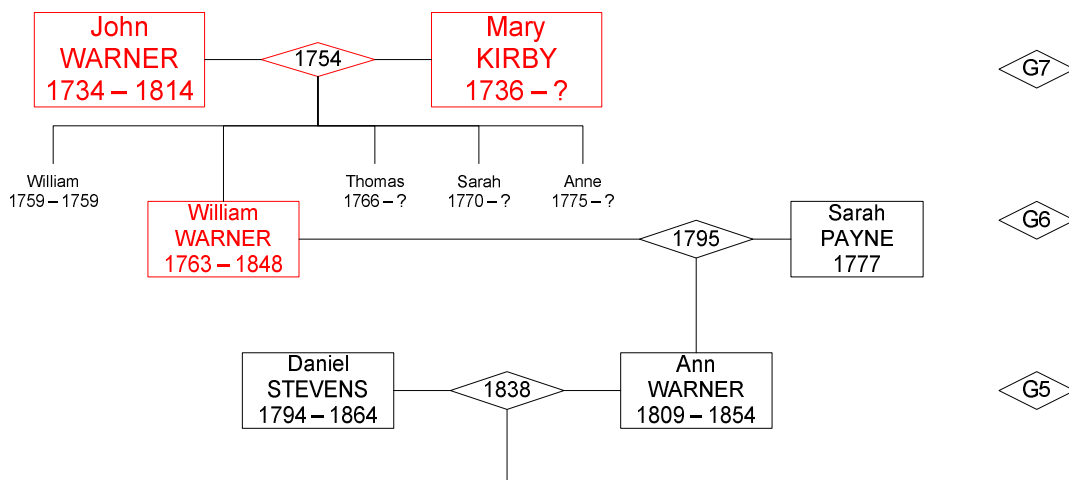 John
WARNER
1734 – 1814
1754
Mary
KIRBY
1736 – ?
G7
William
1759 – 1759
Thomas
1766 – ?
Sarah
1770 – ?
Anne
1775 – ?
William
WARNER
1763 – 1848
1795
Sarah
PAYNE
1777
G6
Daniel
STEVENS
1794 – 1864
1838
Ann
WARNER
1809 – 1854
G5